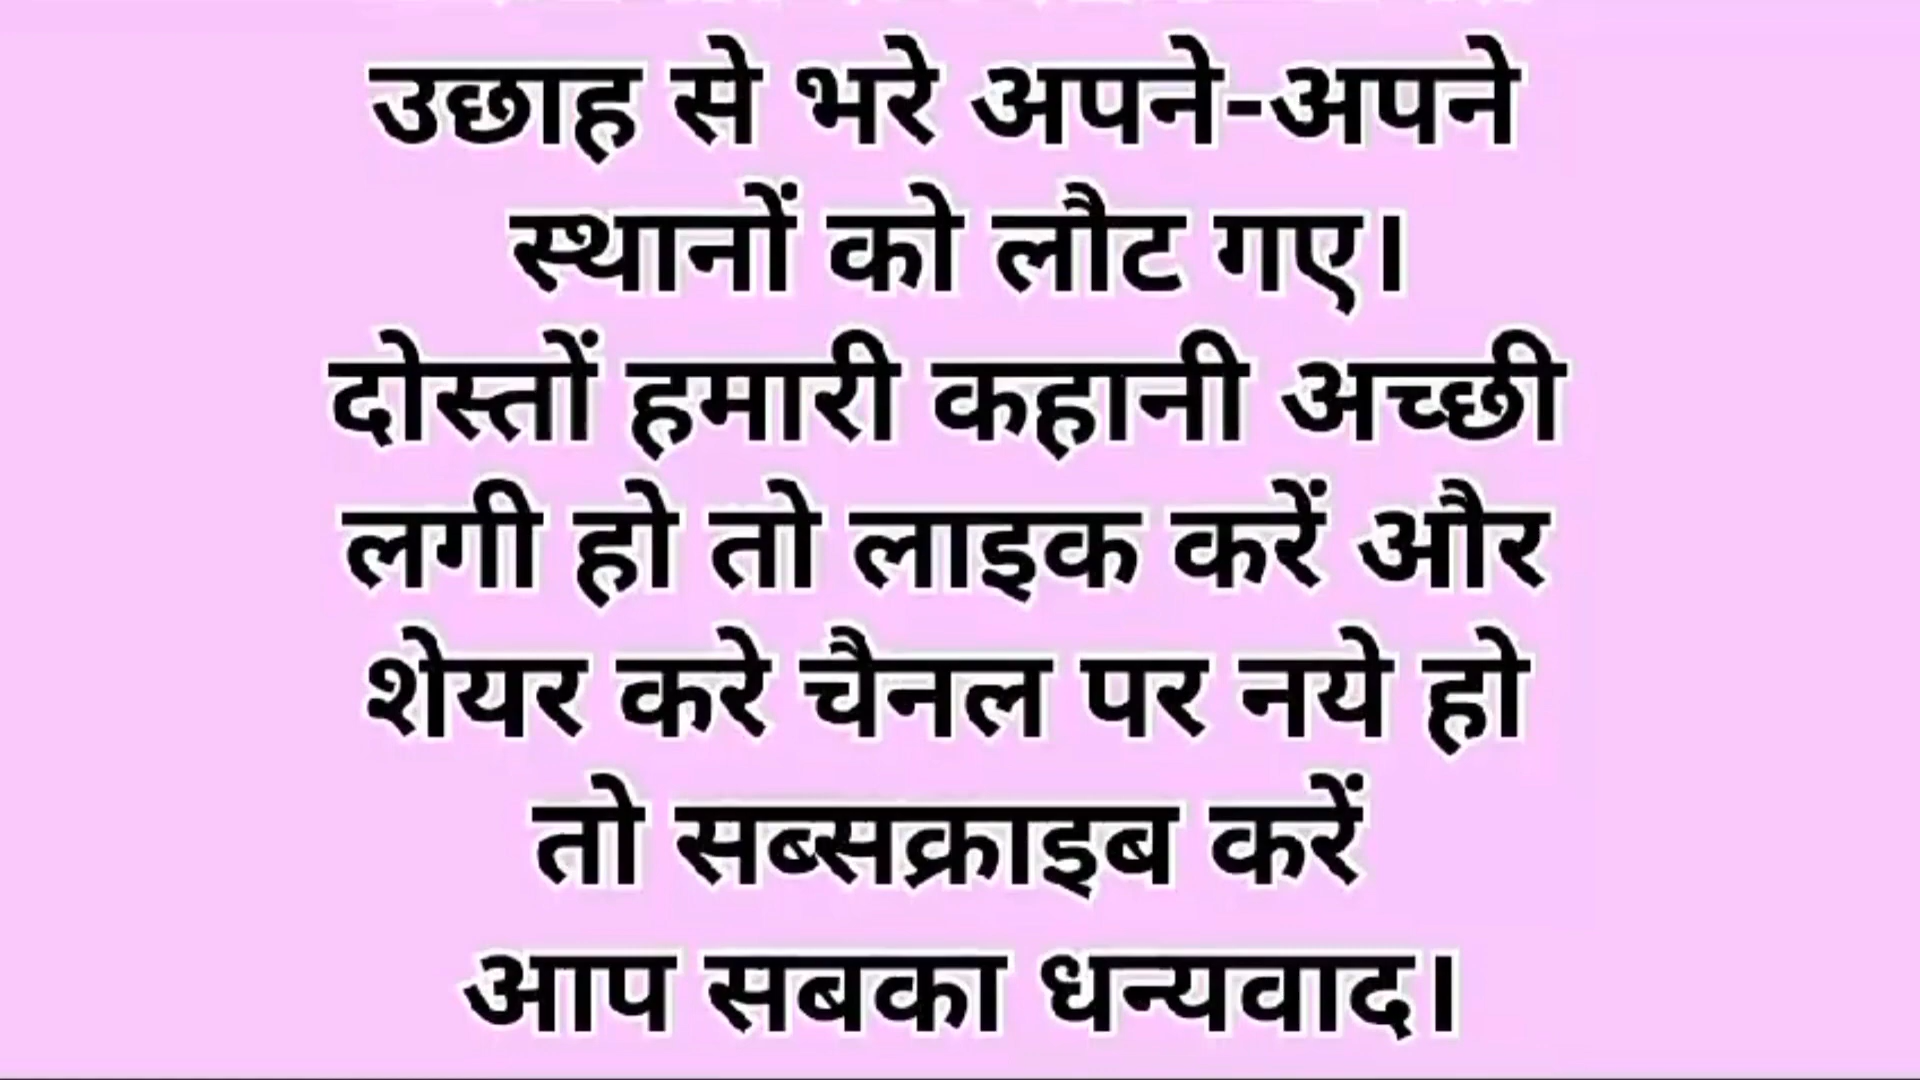 उछाह से भरे अपने-अपने
स्थानों को लौट गए।
दोस्तों हमारी कहानी अच्छी
लगी हो तो लाइक करें और
शेयर करे चैनल पर नये हो
तो सब्सक्राइब करें
आप सबका धन्यवाद।